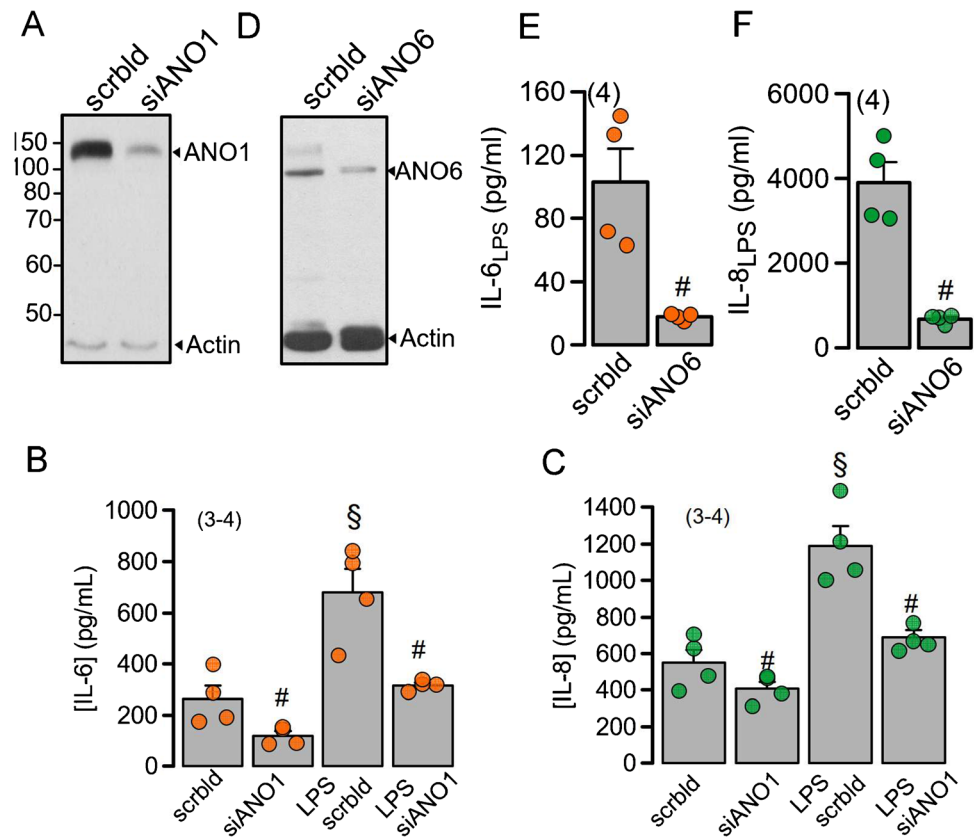 A
scrbld
siANO1
150
100
80
70
60
50
ANO1
Actin
D
scrbld
siANO6
ANO6
Actin
E
IL-6LPS (pg/ml)
160
120
80
40
0
(4)
#
scrbld
siANO6
F
IL-8LPS (pg/ml)
6000
4000
2000
0
(4)
#
scrbld
siANO6
B
[IL-6] (pg/mL)
1000
800
600
400
200
0
(3-4)
#
§
#
scrbld
siANO1
LPS
scrbld
LPS
siANO1
C
[IL-8] (pg/mL)
1400
1200
1000
800
600
400
200
0
(3-4)
#
§
#
scrbld
siANO1
LPS
scrbld
LPS
siANO1